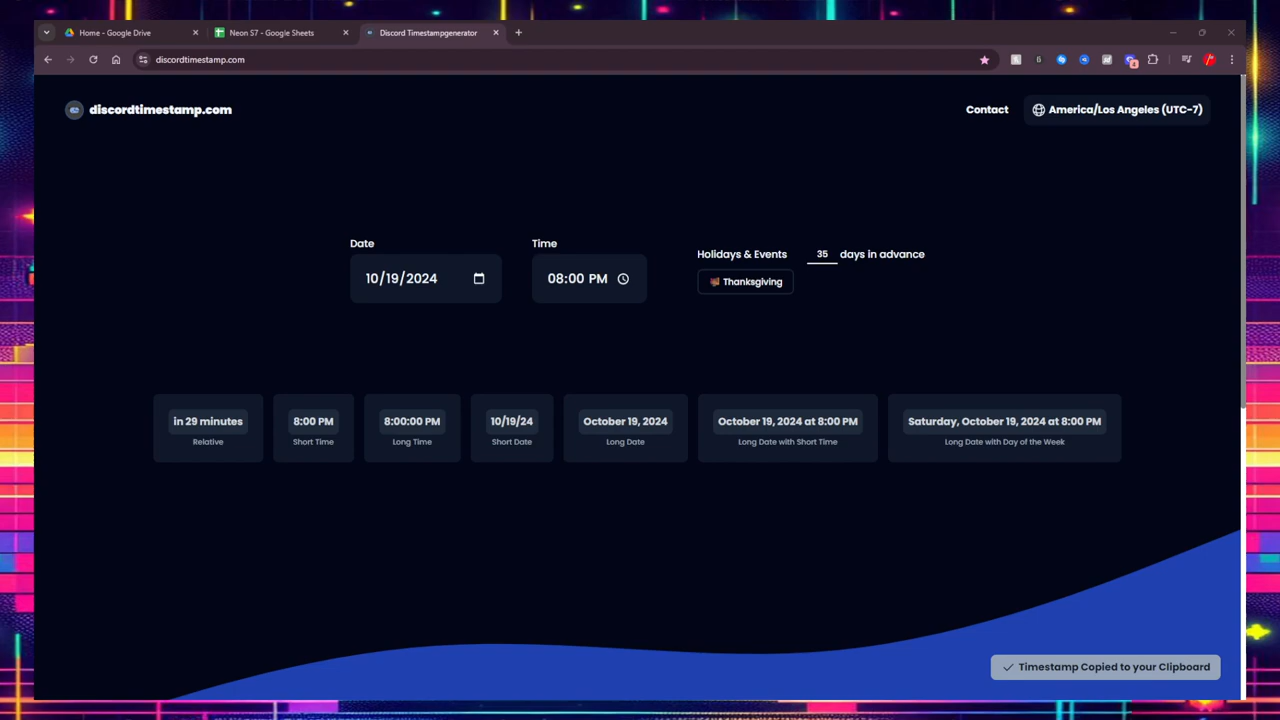 Home - Google Drive
Neon S7 - Google Sheets
Discord Timestampgenerator
discordtimestamp.com
4
discordtimestamp.com
Contact
America/Los Angeles (UTC-7)
Date
Time
10/19/2024
08:00 PM
Holidays & Events
35 days in advance
Thanksgiving
in 29 minutes
Relative
8:00 PM
Short Time
8:00:00 PM
Long Time
10/19/24
Short Date
October 19, 2024
Long Date
October 19, 2024 at 8:00 PM
Long Date with Short Time
Saturday, October 19, 2024 at 8:00 PM
Long Date with Day of the Week
Timestamp Copied to your Clipboard